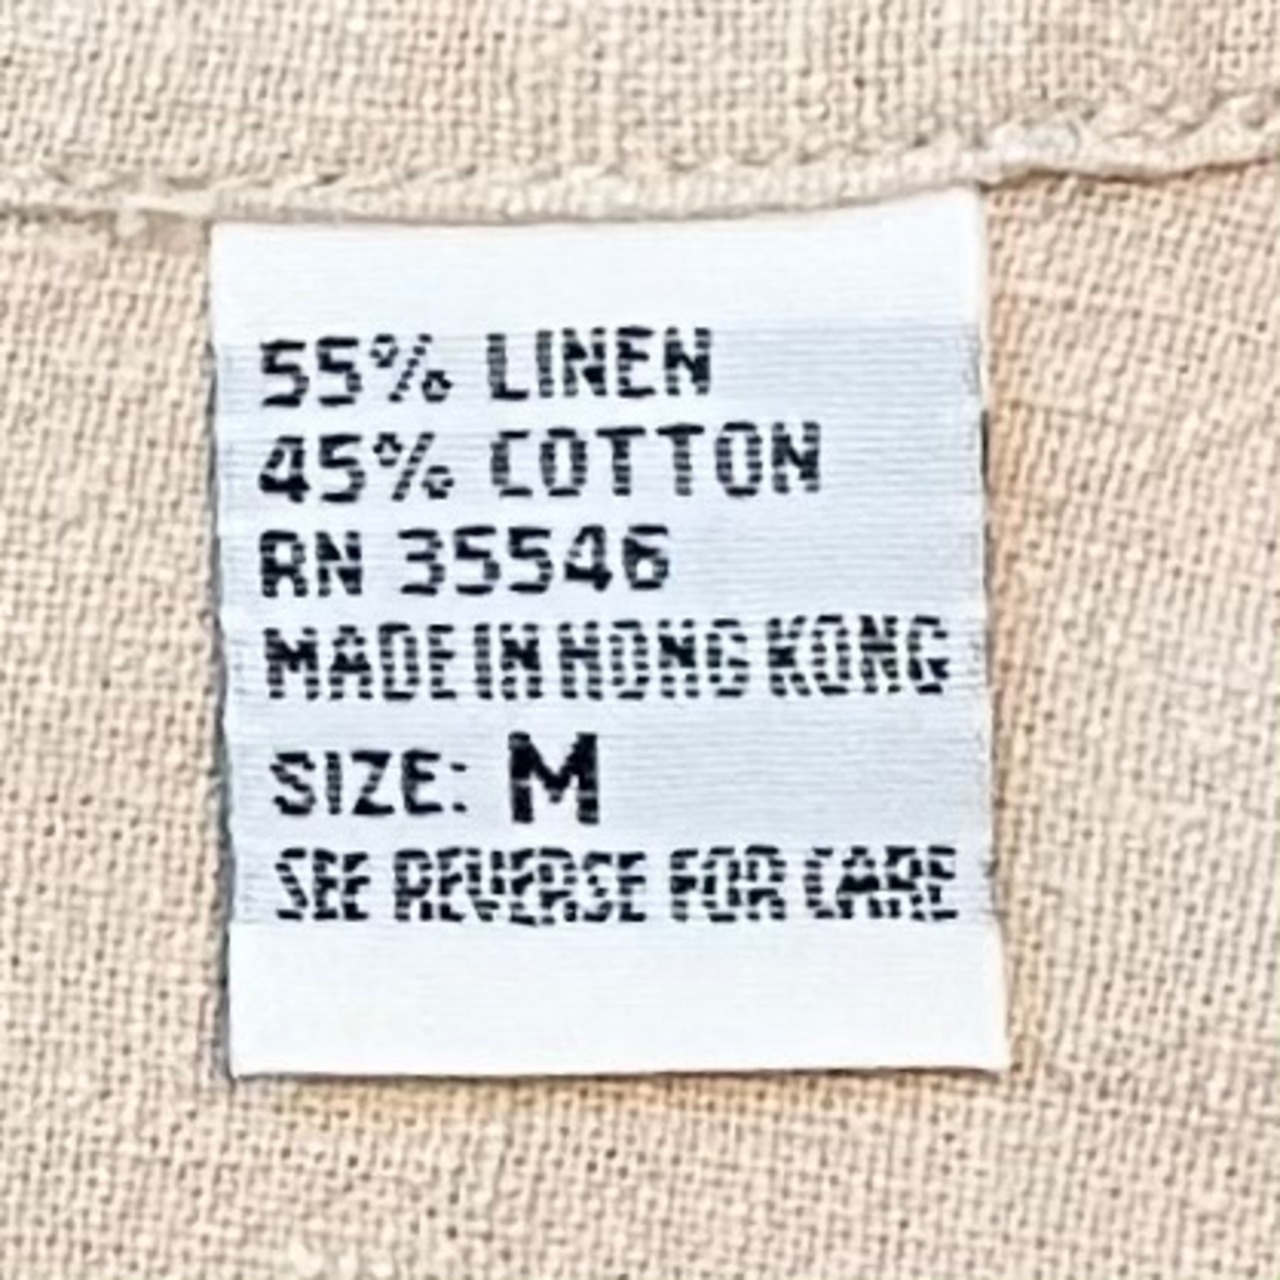 55% LINEN
45% COTTON
RN 35546
MADE IN HONG KONG
SIZE: M
SEE REVERSE FOR CARE